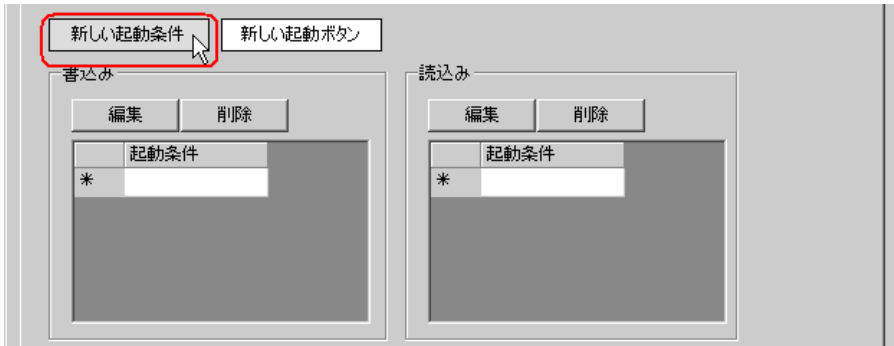 新しい起動条件 新しい起動ボタン
書込み
編集 削除
起動条件
*
読込み
編集 削除
起動条件
*